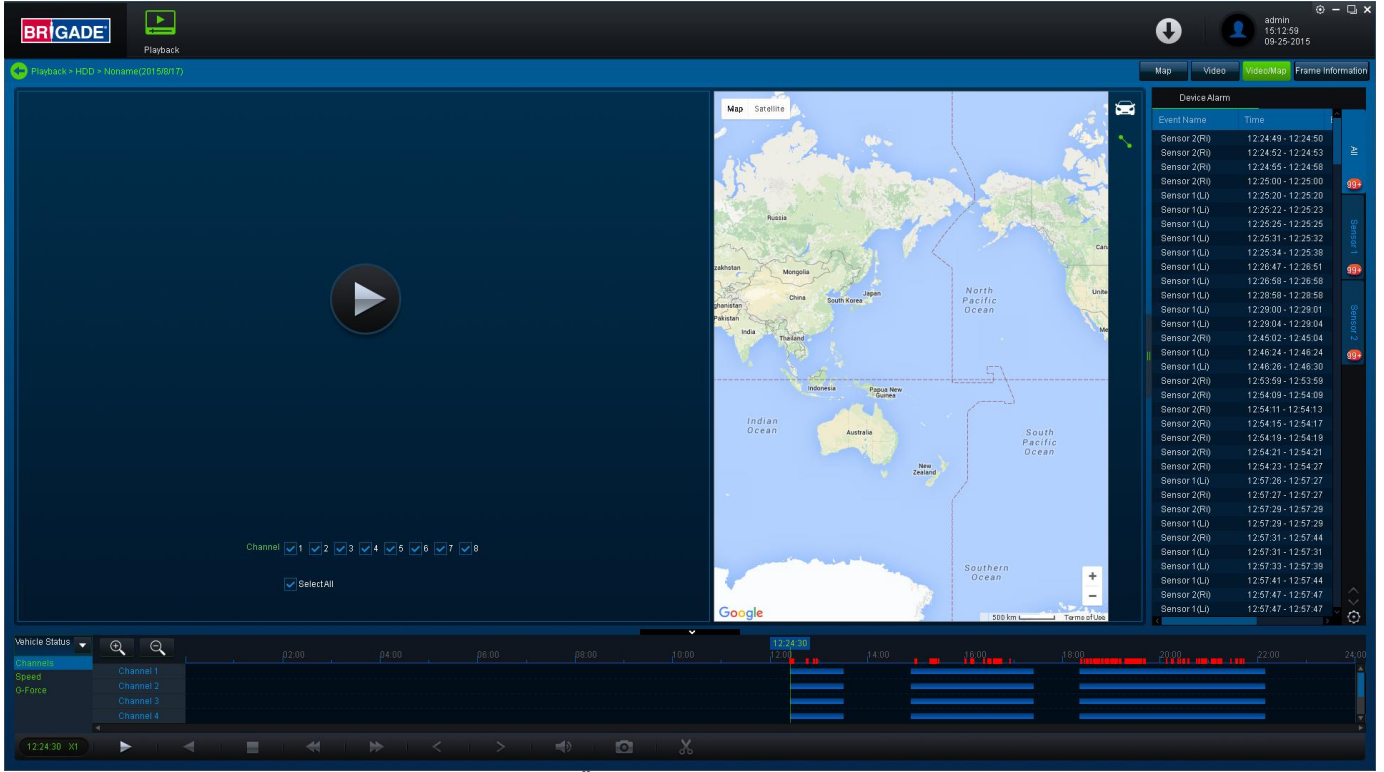 BRIGADE
Playback
admin
15:12:59
09-25-2015
Playback > HDD > Noname(2015/8/17)
Map Video Video/Map Frame Information
Map Satellite
Russia
Mongolia
China
South Korea
Japan
India
Thailand
Pakistan
Indonesia
Papua New
Guinea
Australia
New
Zealand
Indian
Ocean
North
Pacific
Ocean
South
Pacific
Ocean
Southern
Ocean
Google
500 km
Terms of Use
+
−
Channel 1 2 3 4 5 6 7 8
Select All
Device Alarm
Event Name Time
Sensor 2(Ri) 12:24:49 - 12:24:50
Sensor 2(Ri) 12:24:52 - 12:24:53
Sensor 2(Ri) 12:24:55 - 12:24:58
Sensor 2(Ri) 12:25:00 - 12:25:00
Sensor 1(Li) 12:25:20 - 12:25:20
Sensor 1(Li) 12:25:22 - 12:25:23
Sensor 1(Li) 12:25:25 - 12:25:25
Sensor 1(Li) 12:25:31 - 12:25:32
Sensor 1(Li) 12:25:34 - 12:25:38
Sensor 1(Li) 12:26:47 - 12:26:51
Sensor 1(Li) 12:26:58 - 12:26:58
Sensor 1(Li) 12:28:58 - 12:28:58
Sensor 1(Li) 12:29:00 - 12:29:01
Sensor 1(Li) 12:29:04 - 12:29:04
Sensor 2(Ri) 12:45:02 - 12:45:04
Sensor 1(Li) 12:46:24 - 12:46:24
Sensor 1(Li) 12:46:26 - 12:46:30
Sensor 2(Ri) 12:53:59 - 12:53:59
Sensor 2(Ri) 12:54:09 - 12:54:09
Sensor 2(Ri) 12:54:11 - 12:54:13
Sensor 2(Ri) 12:54:15 - 12:54:17
Sensor 2(Ri) 12:54:19 - 12:54:19
Sensor 2(Ri) 12:54:21 - 12:54:21
Sensor 2(Ri) 12:54:23 - 12:54:27
Sensor 1(Li) 12:57:26 - 12:57:27
Sensor 2(Ri) 12:57:27 - 12:57:27
Sensor 2(Ri) 12:57:29 - 12:57:29
Sensor 1(Li) 12:57:29 - 12:57:29
Sensor 2(Ri) 12:57:31 - 12:57:44
Sensor 1(Li) 12:57:31 - 12:57:31
Sensor 1(Li) 12:57:33 - 12:57:39
Sensor 1(Li) 12:57:41 - 12:57:44
Sensor 2(Ri) 12:57:47 - 12:57:47
Sensor 1(Li) 12:57:47 - 12:57:47
All
99+
Sensor 1
99+
Sensor 2
99+
Vehicle Status
Channels
Speed
G-Force
12:24:30
02:00 04:00 06:00 08:00 10:00 12:00 14:00 16:00 18:00 20:00 22:00 24:00
Channel 1
Channel 2
Channel 3
Channel 4
12:24:30 X1